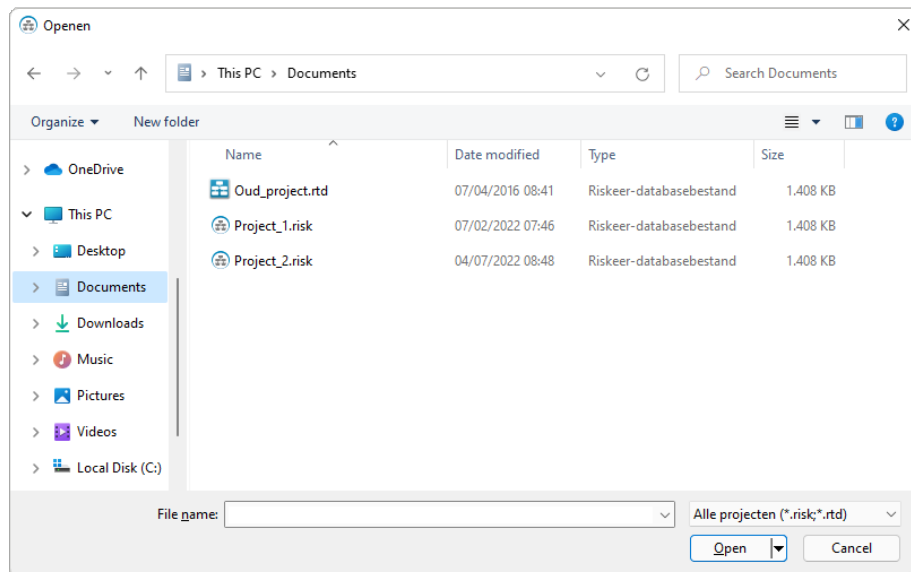 Openen
This PC > Documents
Search Documents
Organize New folder
Name Date modified Type Size
OneDrive
This PC
Desktop
Documents
Downloads
Music
Pictures
Videos
Local Disk (C:)
Oud_project.rtd 07/04/2016 08:41 Riskeer-databasebestand 1.408 KB
Project_1.risk 07/02/2022 07:46 Riskeer-databasebestand 1.408 KB
Project_2.risk 04/07/2022 08:48 Riskeer-databasebestand 1.408 KB
File name: Alle projecten (*.risk;*.rtd)
Open Cancel